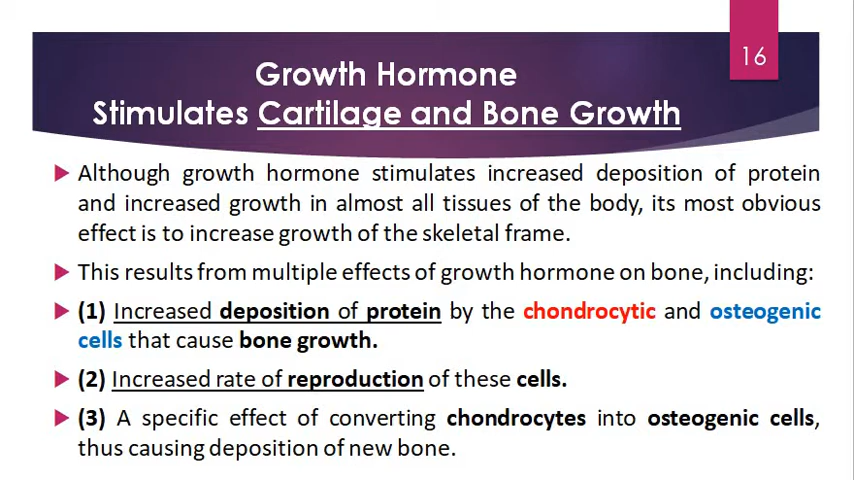 16
Growth Hormone
Stimulates Cartilage and Bone Growth
Although growth hormone stimulates increased deposition of protein
and increased growth in almost all tissues of the body, its most obvious
effect is to increase growth of the skeletal frame.
This results from multiple effects of growth hormone on bone, including:
(1) Increased deposition of protein by the chondrocytic and osteogenic
cells that cause bone growth.
(2) Increased rate of reproduction of these cells.
(3) A specific effect of converting chondrocytes into osteogenic cells,
thus causing deposition of new bone.